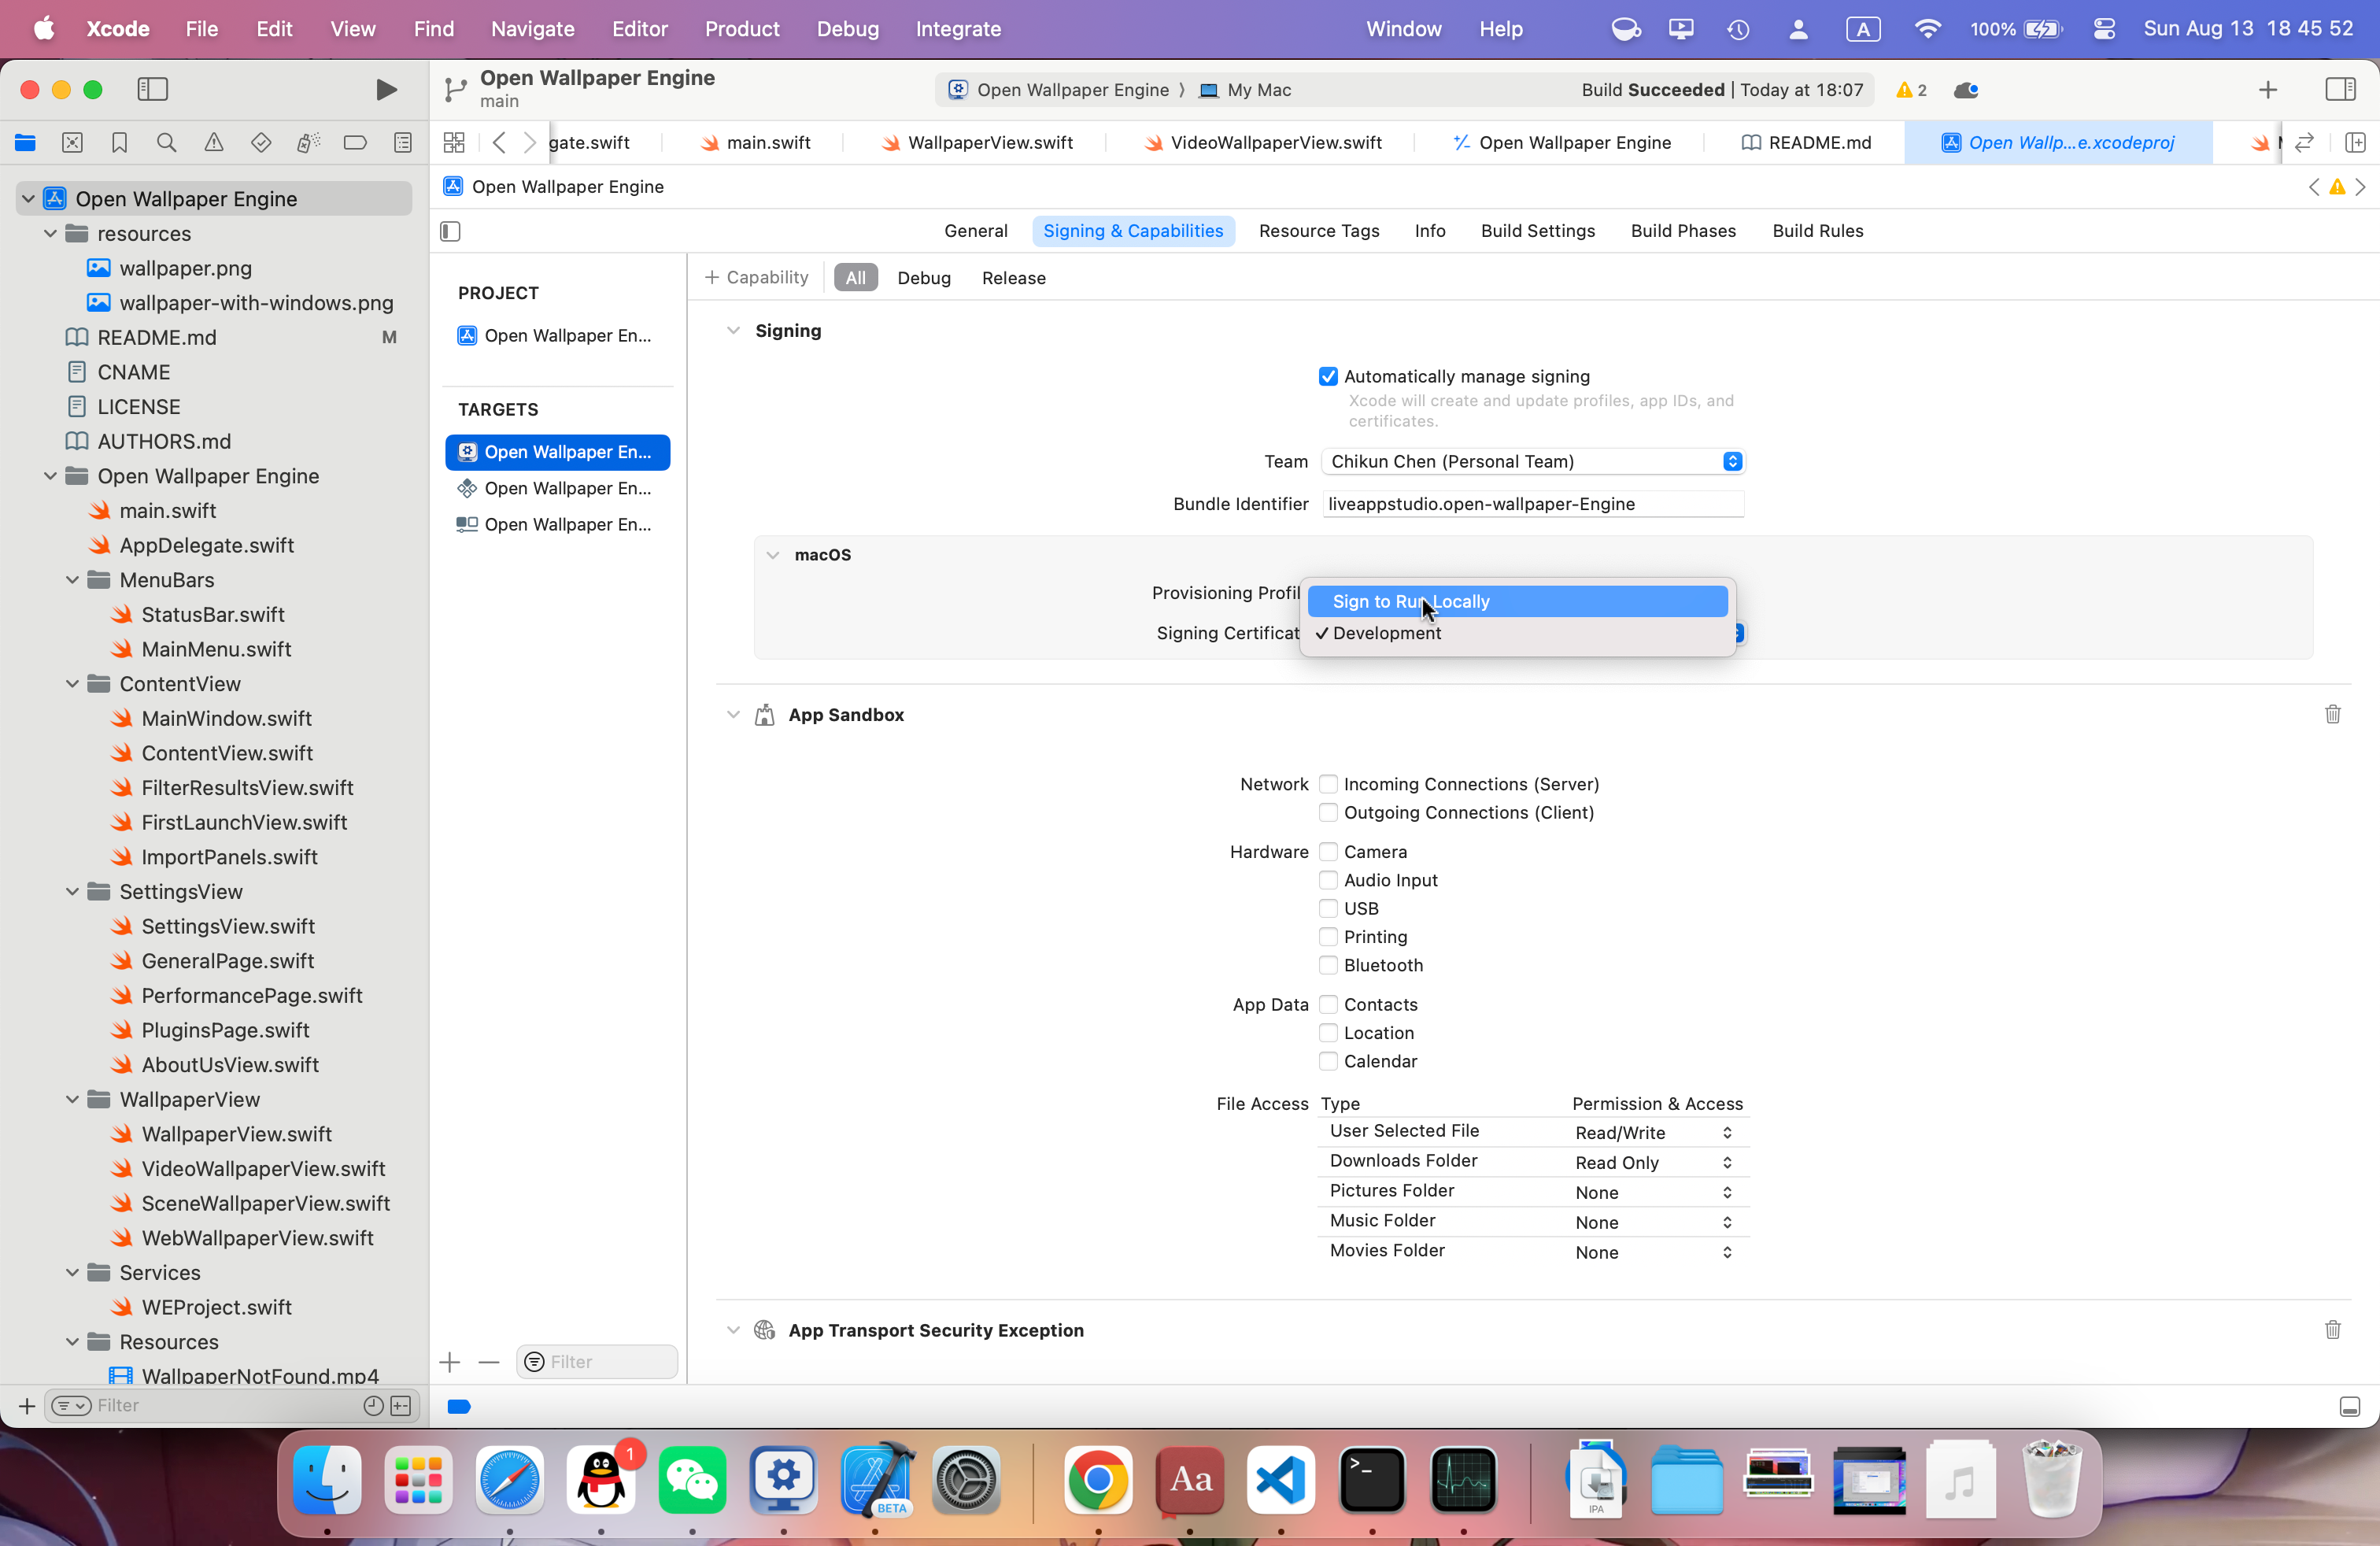 Xcode File Edit View Find Navigate Editor Product Debug Integrate Window Help A 100% Sun Aug 13 18 45 52
Open Wallpaper Engine
main
Open Wallpaper Engine ⟩ My Mac
Build Succeeded | Today at 18:07
2
gate.swift
main.swift
WallpaperView.swift
VideoWallpaperView.swift
Open Wallpaper Engine
README.md
Open Wallp...e.xcodeproj
Open Wallpaper Engine
General
Signing & Capabilities
Resource Tags
Info
Build Settings
Build Phases
Build Rules
Open Wallpaper Engine
resources
wallpaper.png
wallpaper-with-windows.png
README.md M
CNAME
LICENSE
AUTHORS.md
Open Wallpaper Engine
main.swift
AppDelegate.swift
MenuBars
StatusBar.swift
MainMenu.swift
ContentView
MainWindow.swift
ContentView.swift
FilterResultsView.swift
FirstLaunchView.swift
ImportPanels.swift
SettingsView
SettingsView.swift
GeneralPage.swift
PerformancePage.swift
PluginsPage.swift
AboutUsView.swift
WallpaperView
WallpaperView.swift
VideoWallpaperView.swift
SceneWallpaperView.swift
WebWallpaperView.swift
Services
WEProject.swift
Resources
WallpaperNotFound.mp4
Filter
PROJECT
Open Wallpaper En...
TARGETS
Open Wallpaper En...
Open Wallpaper En...
Open Wallpaper En...
Filter
+ Capability
All
Debug
Release
Signing
Automatically manage signing
Xcode will create and update profiles, app IDs, and
certificates.
Team Chikun Chen (Personal Team)
Bundle Identifier liveappstudio.open-wallpaper-Engine
macOS
Provisioning Profil
Sign to Run Locally
Signing Certificat
✓ Development
App Sandbox
Network Incoming Connections (Server)
Outgoing Connections (Client)
Hardware Camera
Audio Input
USB
Printing
Bluetooth
App Data Contacts
Location
Calendar
File Access Type Permission & Access
User Selected File Read/Write
Downloads Folder Read Only
Pictures Folder None
Music Folder None
Movies Folder None
App Transport Security Exception
1
BETA
Aa
>_
IPA